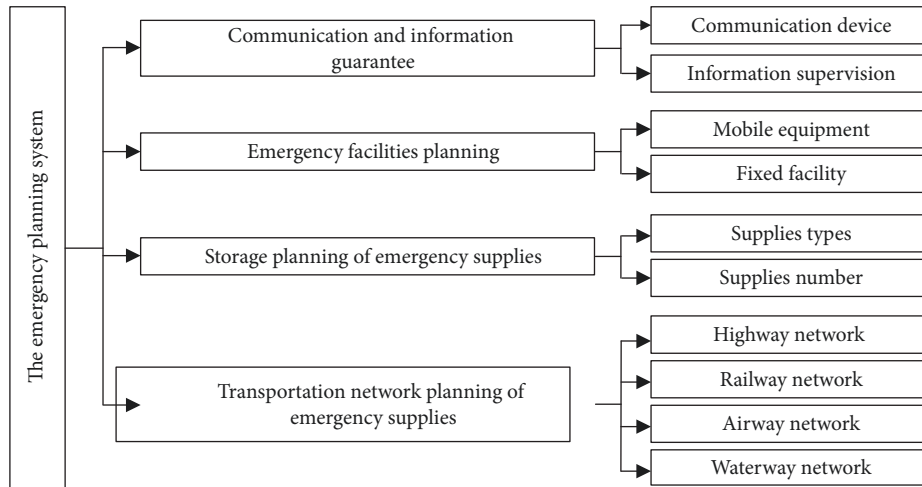 The emergency planning system
Communication and information
guarantee
Communication device
Information supervision
Emergency facilities planning
Mobile equipment
Fixed facility
Storage planning of emergency supplies
Supplies types
Supplies number
Transportation network planning of
emergency supplies
Highway network
Railway network
Airway network
Waterway network